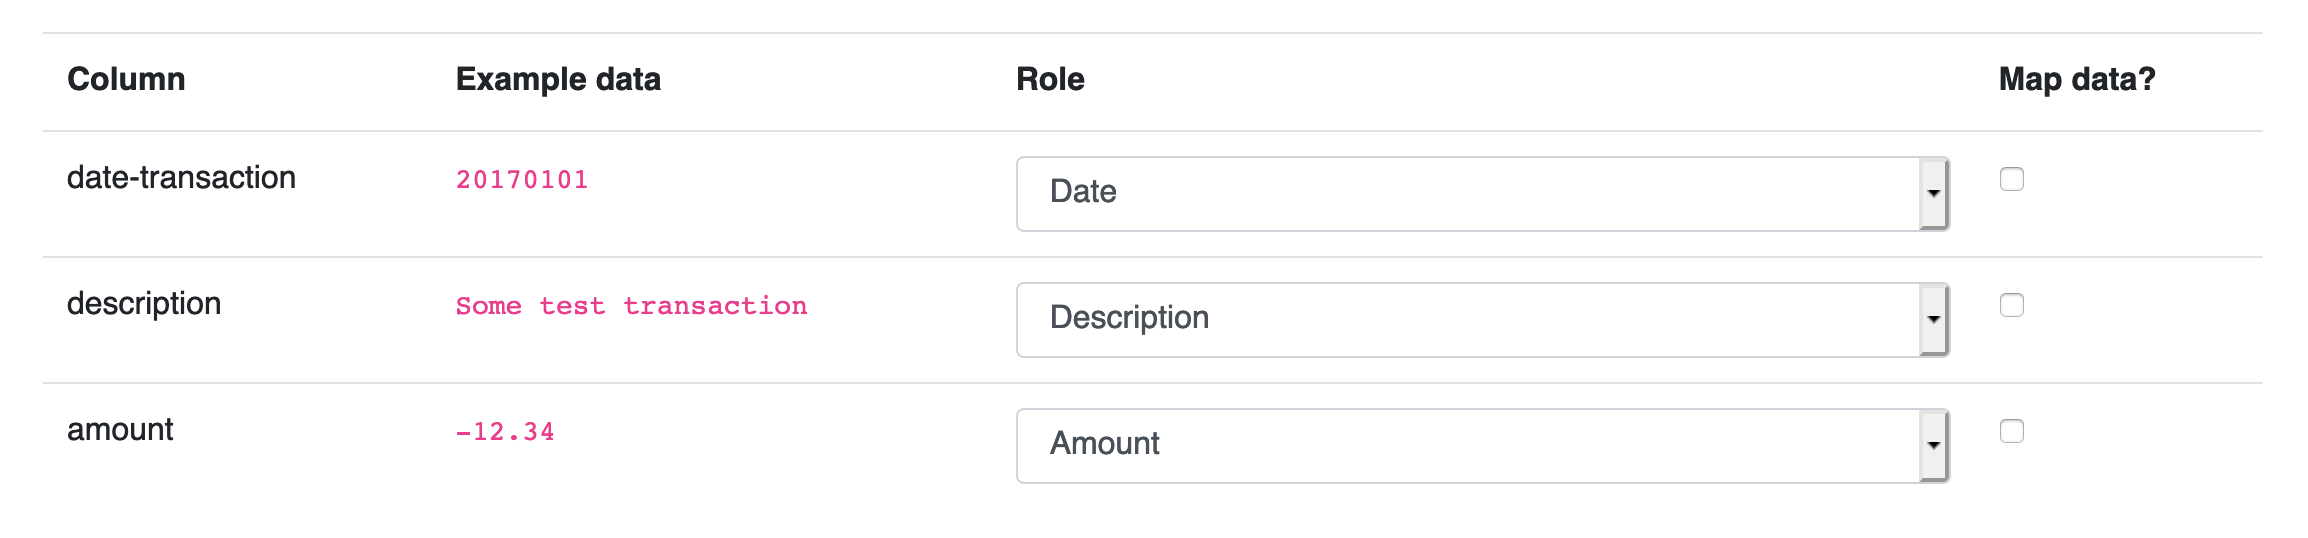 Column Example data Role Map data?
date-transaction 20170101 Date
description Some test transaction Description
amount -12.34 Amount